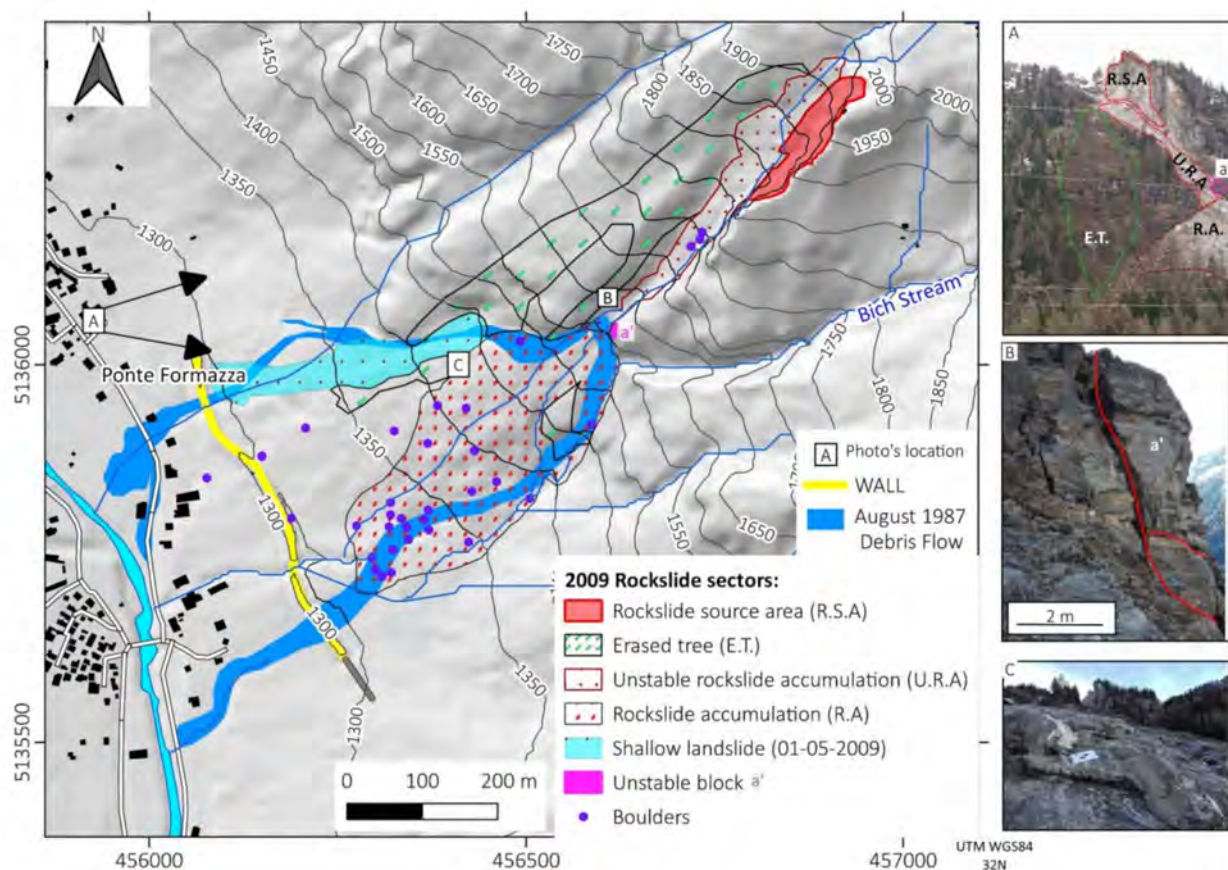 N
1450
1750
1700
1650
1600
1550
1500
1400
1350
1300
1900
1850
1800
2000
2000
1950
A
B
a'
C
Bich Stream
Ponte Formazza
1750
1800
1850
1350
1300
1550
1650
1300
1350
1300
5136000
5135500
456000
456500
457000
UTM WGS84
32N
A Photo's location
WALL
August 1987
Debris Flow
2009 Rockslide sectors:
Rockslide source area (R.S.A)
Erased tree (E.T.)
Unstable rockslide accumulation (U.R.A)
Rockslide accumulation (R.A)
Shallow landslide (01-05-2009)
Unstable block a'
Boulders
0 100 200 m
A
R.S.A
U.R.A
a'
R.A.
E.T.
B
a'
2 m
C